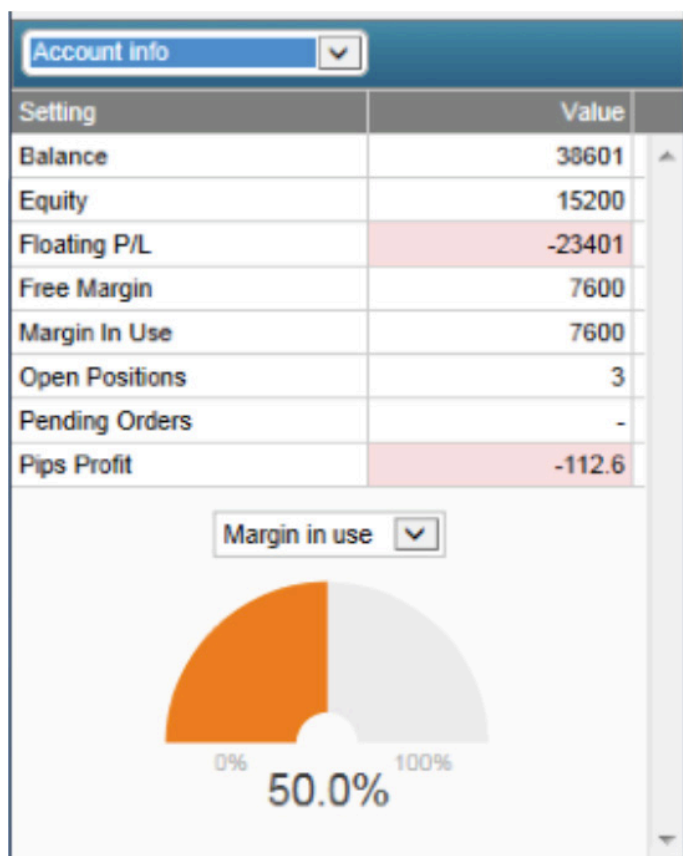 Account info
Setting Value
Balance 38601
Equity 15200
Floating P/L -23401
Free Margin 7600
Margin In Use 7600
Open Positions 3
Pending Orders -
Pips Profit -112.6
Margin in use
0% 100%
50.0%